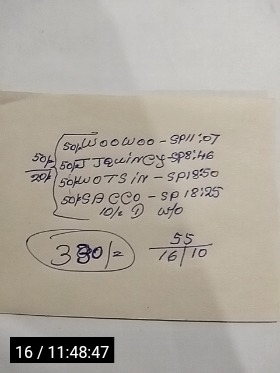 50/- WOOWOO - SP11:07
50/- J JQUINCY - SP8:46
50/- WOTSIN - SP18:50
50/- SACCO - SP18:25
50/-
20/-
10/= D W/O
380/=
55
16/10
16 / 11:48:47